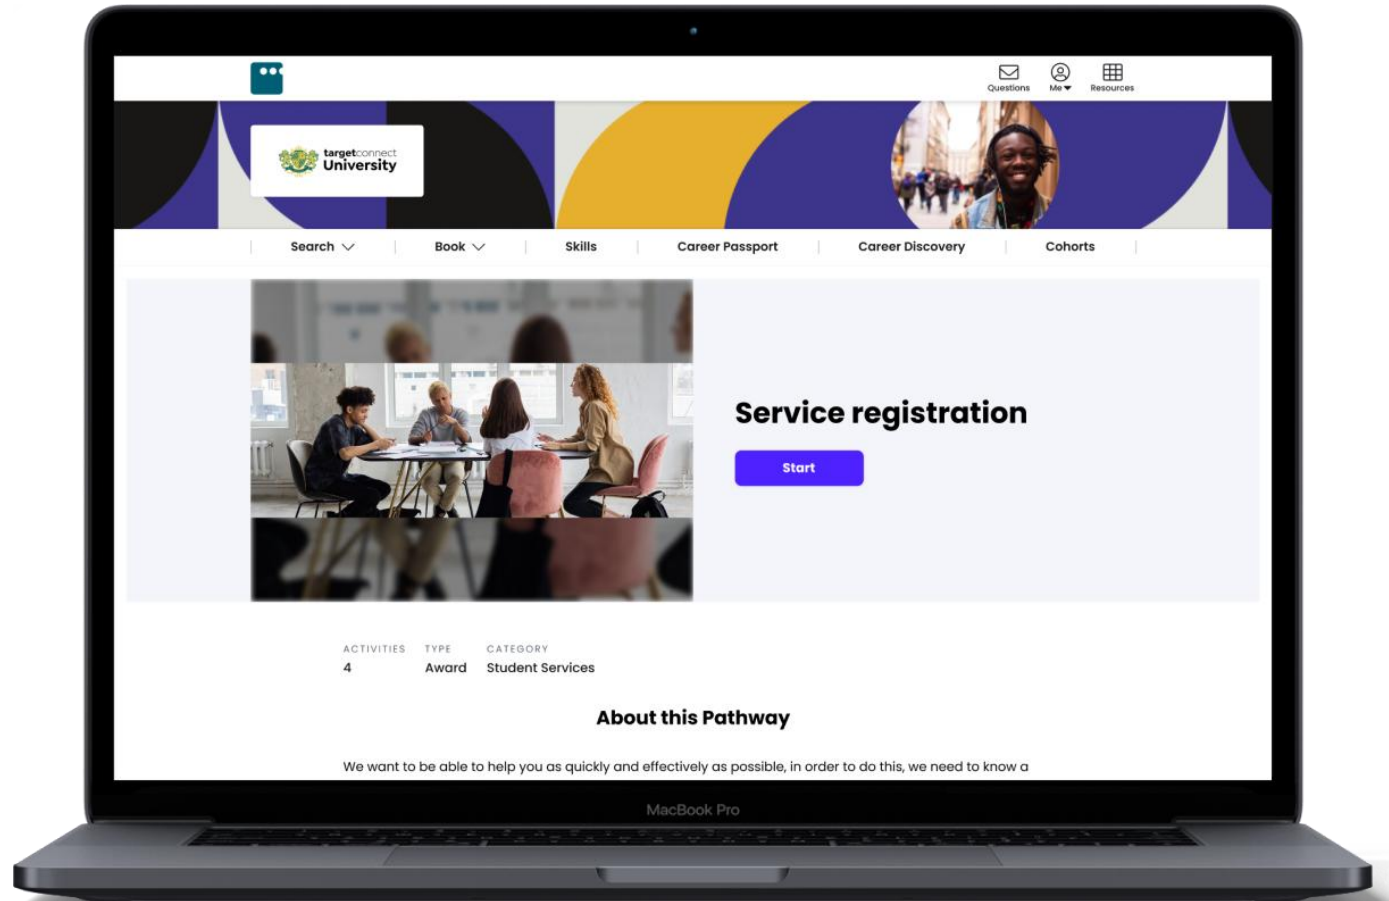 Questions
Me
Resources
targetconnect
University
Search
Book
Skills
Career Passport
Career Discovery
Cohorts
Service registration
Start
ACTIVITIES
TYPE
CATEGORY
4
Award
Student Services
About this Pathway
We want to be able to help you as quickly and effectively as possible, in order to do this, we need to know a
MacBook Pro